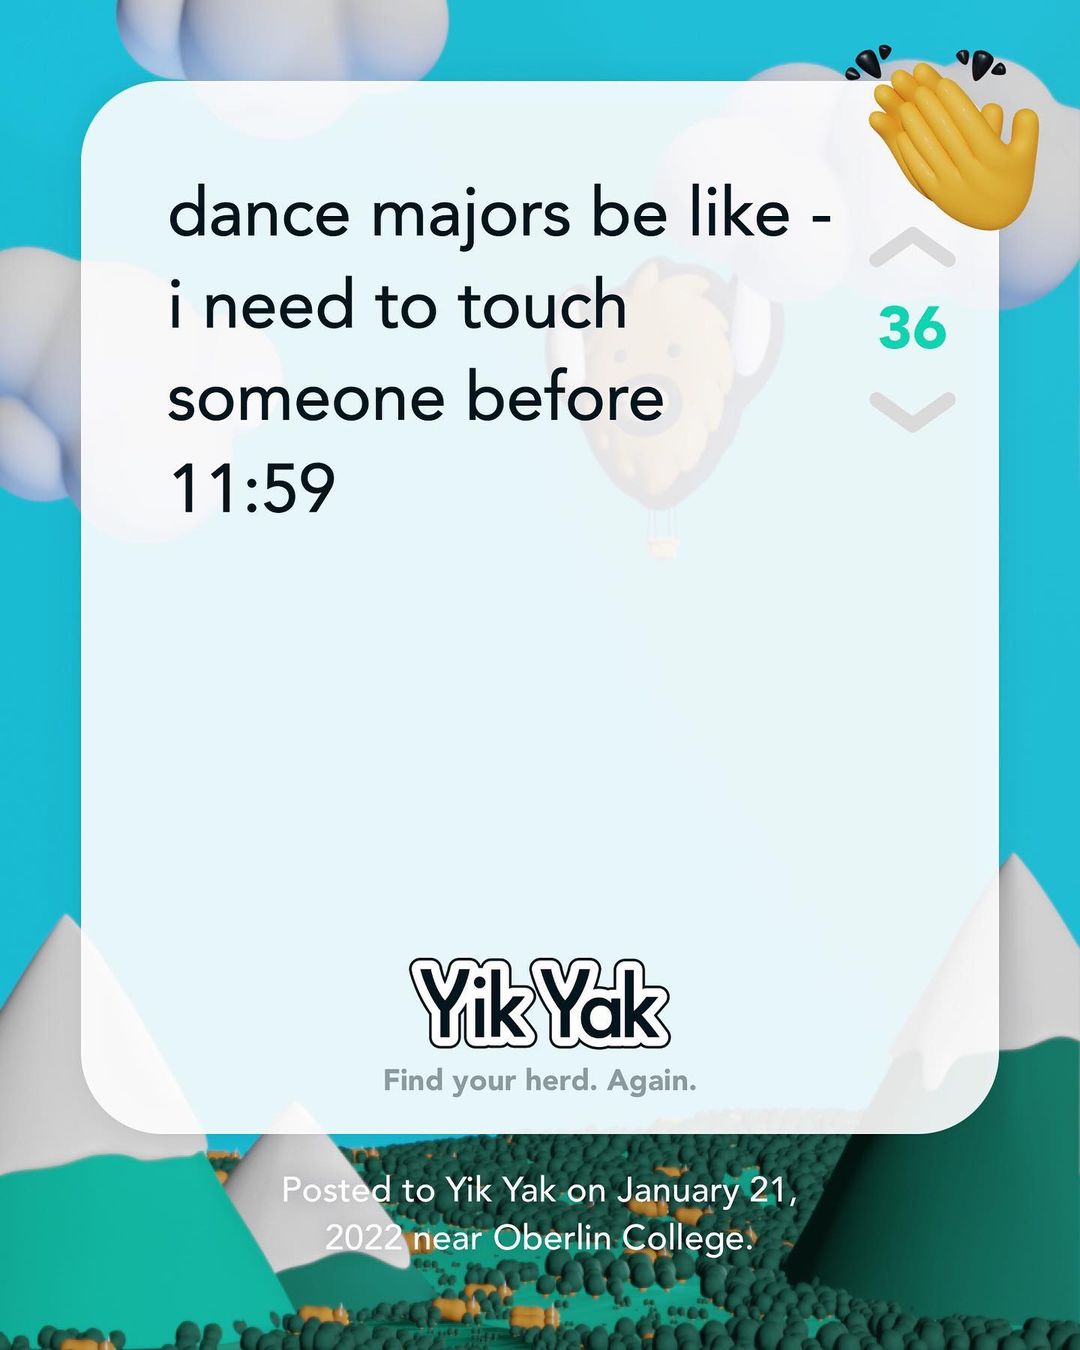 dance majors be like -
i need to touch
someone before
11:59
36
Yik Yak
Find your herd. Again.
Posted to Yik Yak on January 21,
2022 near Oberlin College.